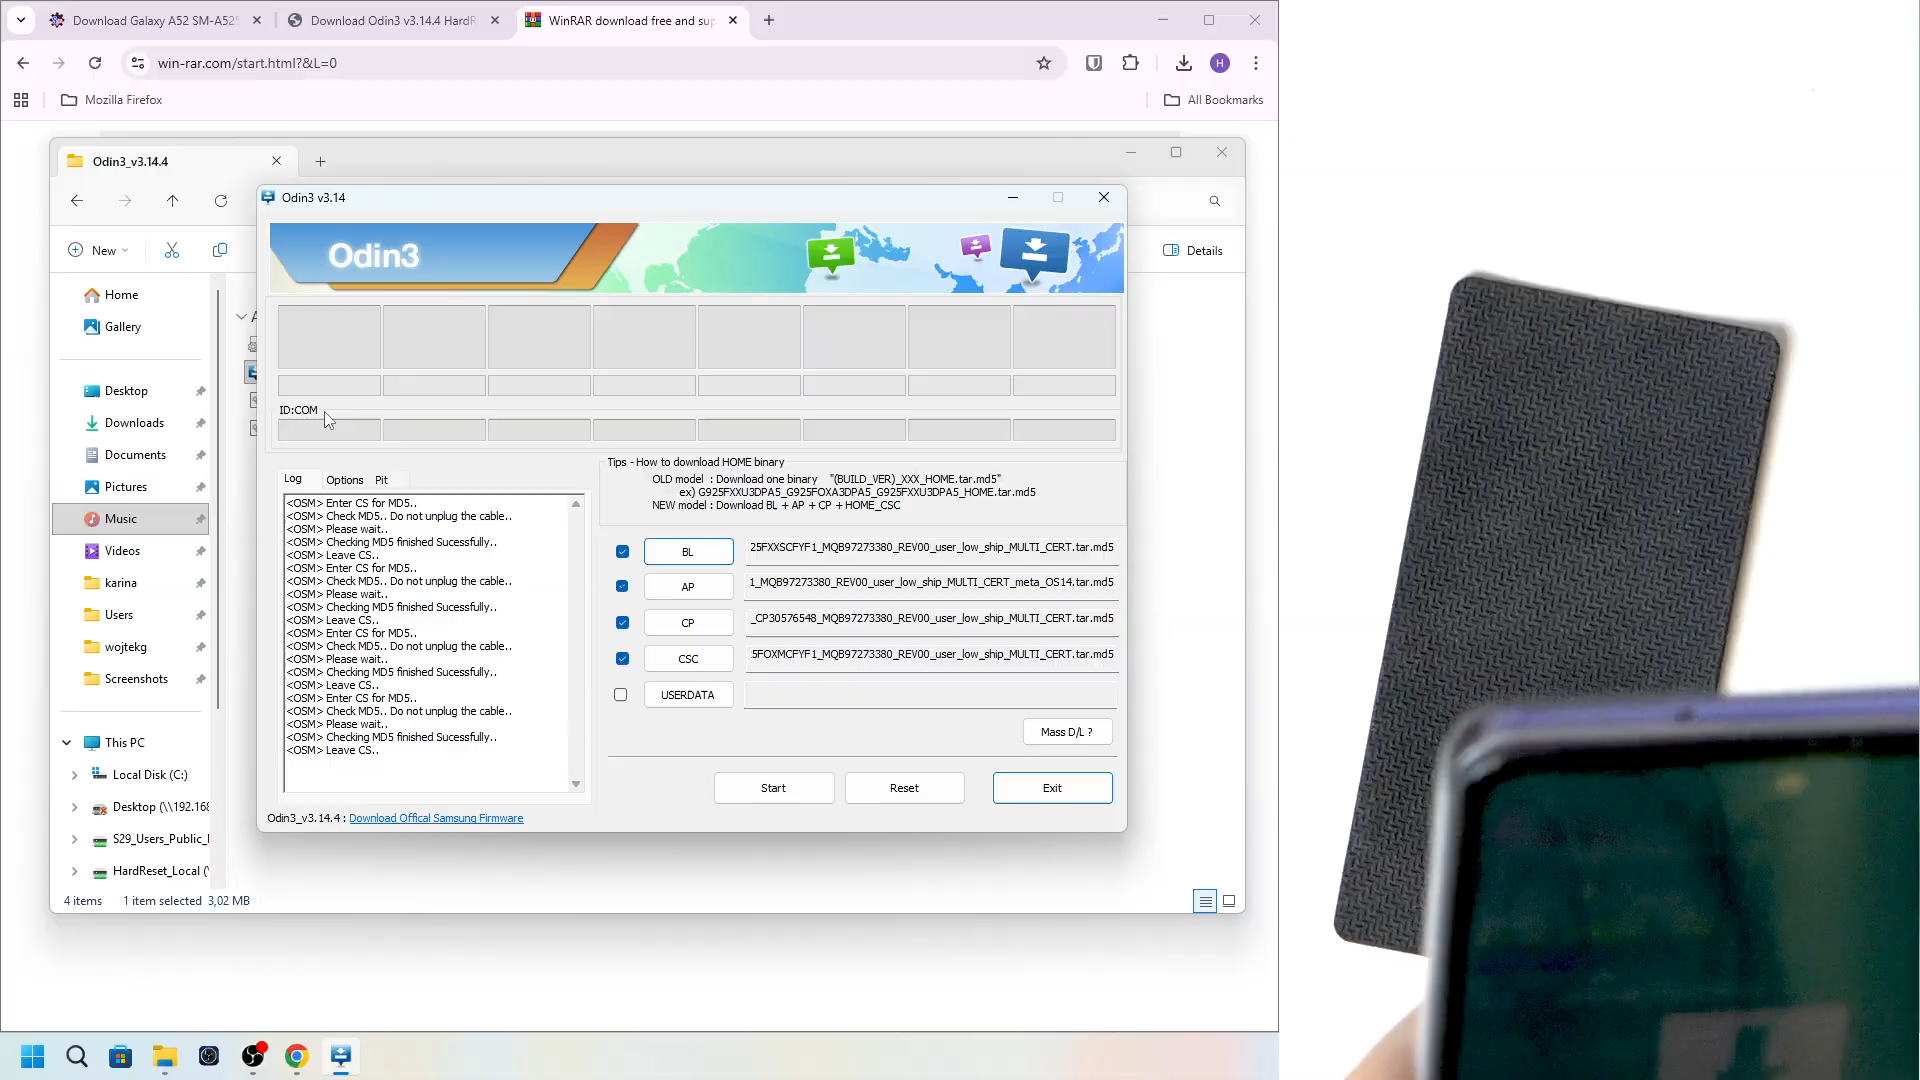 Download Galaxy A52 SM-A525
Download Odin3 v3.14.4 HardR
WinRAR download free and sup
win-rar.com/start.html?&L=0
H
Mozilla Firefox
All Bookmarks
Odin3_v3.14.4
New
Details
Home
Gallery
Desktop
Downloads
Documents
Pictures
Music
Videos
karina
Users
wojtekg
Screenshots
This PC
Local Disk (C:)
Desktop (\\192.168
S29_Users_Public_
HardReset_Local (
4 items
1 item selected 3,02 MB
Odin3 v3.14
Odin3
ID:COM
Log
Options
Pit
<OSM> Enter CS for MD5..
<OSM> Check MD5.. Do not unplug the cable..
<OSM> Please wait..
<OSM> Checking MD5 finished Sucessfully..
<OSM> Leave CS..
<OSM> Enter CS for MD5..
<OSM> Check MD5.. Do not unplug the cable..
<OSM> Please wait..
<OSM> Checking MD5 finished Sucessfully..
<OSM> Leave CS..
<OSM> Enter CS for MD5..
<OSM> Check MD5.. Do not unplug the cable..
<OSM> Please wait..
<OSM> Checking MD5 finished Sucessfully..
<OSM> Leave CS..
<OSM> Enter CS for MD5..
<OSM> Check MD5.. Do not unplug the cable..
<OSM> Please wait..
<OSM> Checking MD5 finished Sucessfully..
<OSM> Leave CS..
Tips - How to download HOME binary
OLD model : Download one binary "(BUILD_VER)_XXX_HOME.tar.md5"
ex) G925FXXU3DPA5_G925FOXA3DPA5_G925FXXU3DPA5_HOME.tar.md5
NEW model : Download BL + AP + CP + HOME_CSC
BL
25FXXSCFYF1_MQB97273380_REV00_user_low_ship_MULTI_CERT.tar.md5
AP
1_MQB97273380_REV00_user_low_ship_MULTI_CERT_meta_OS14.tar.md5
CP
_CP30576548_MQB97273380_REV00_user_low_ship_MULTI_CERT.tar.md5
CSC
5FOXMCFYF1_MQB97273380_REV00_user_low_ship_MULTI_CERT.tar.md5
USERDATA
Mass D/L ?
Start
Reset
Exit
Odin3_v3.14.4 : Download Offical Samsung Firmware